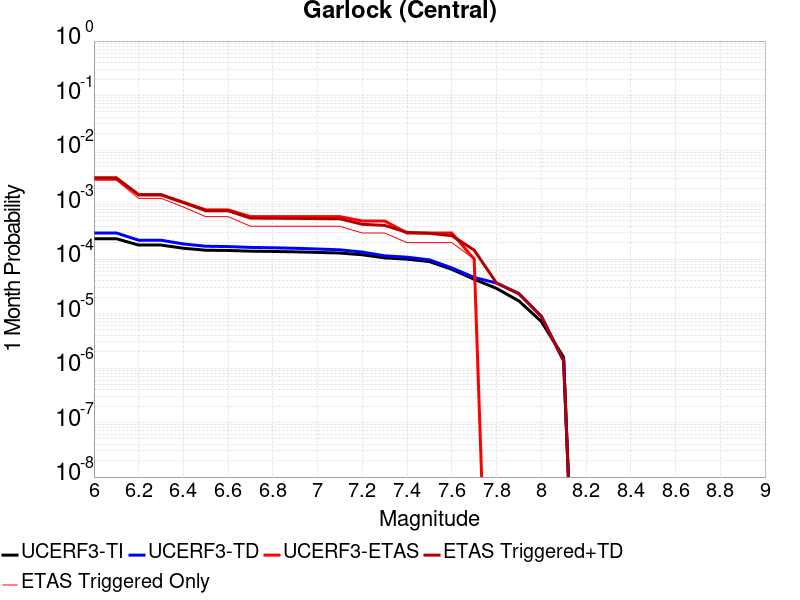 Garlock (Central)
10^0
10^-1
10^-2
10^-3
10^-4
10^-5
10^-6
10^-7
10^-8
1 Month Probability
6 6.2 6.4 6.6 6.8 7 7.2 7.4 7.6 7.8 8 8.2 8.4 8.6 8.8 9
Magnitude
UCERF3-TI UCERF3-TD UCERF3-ETAS ETAS Triggered+TD
ETAS Triggered Only